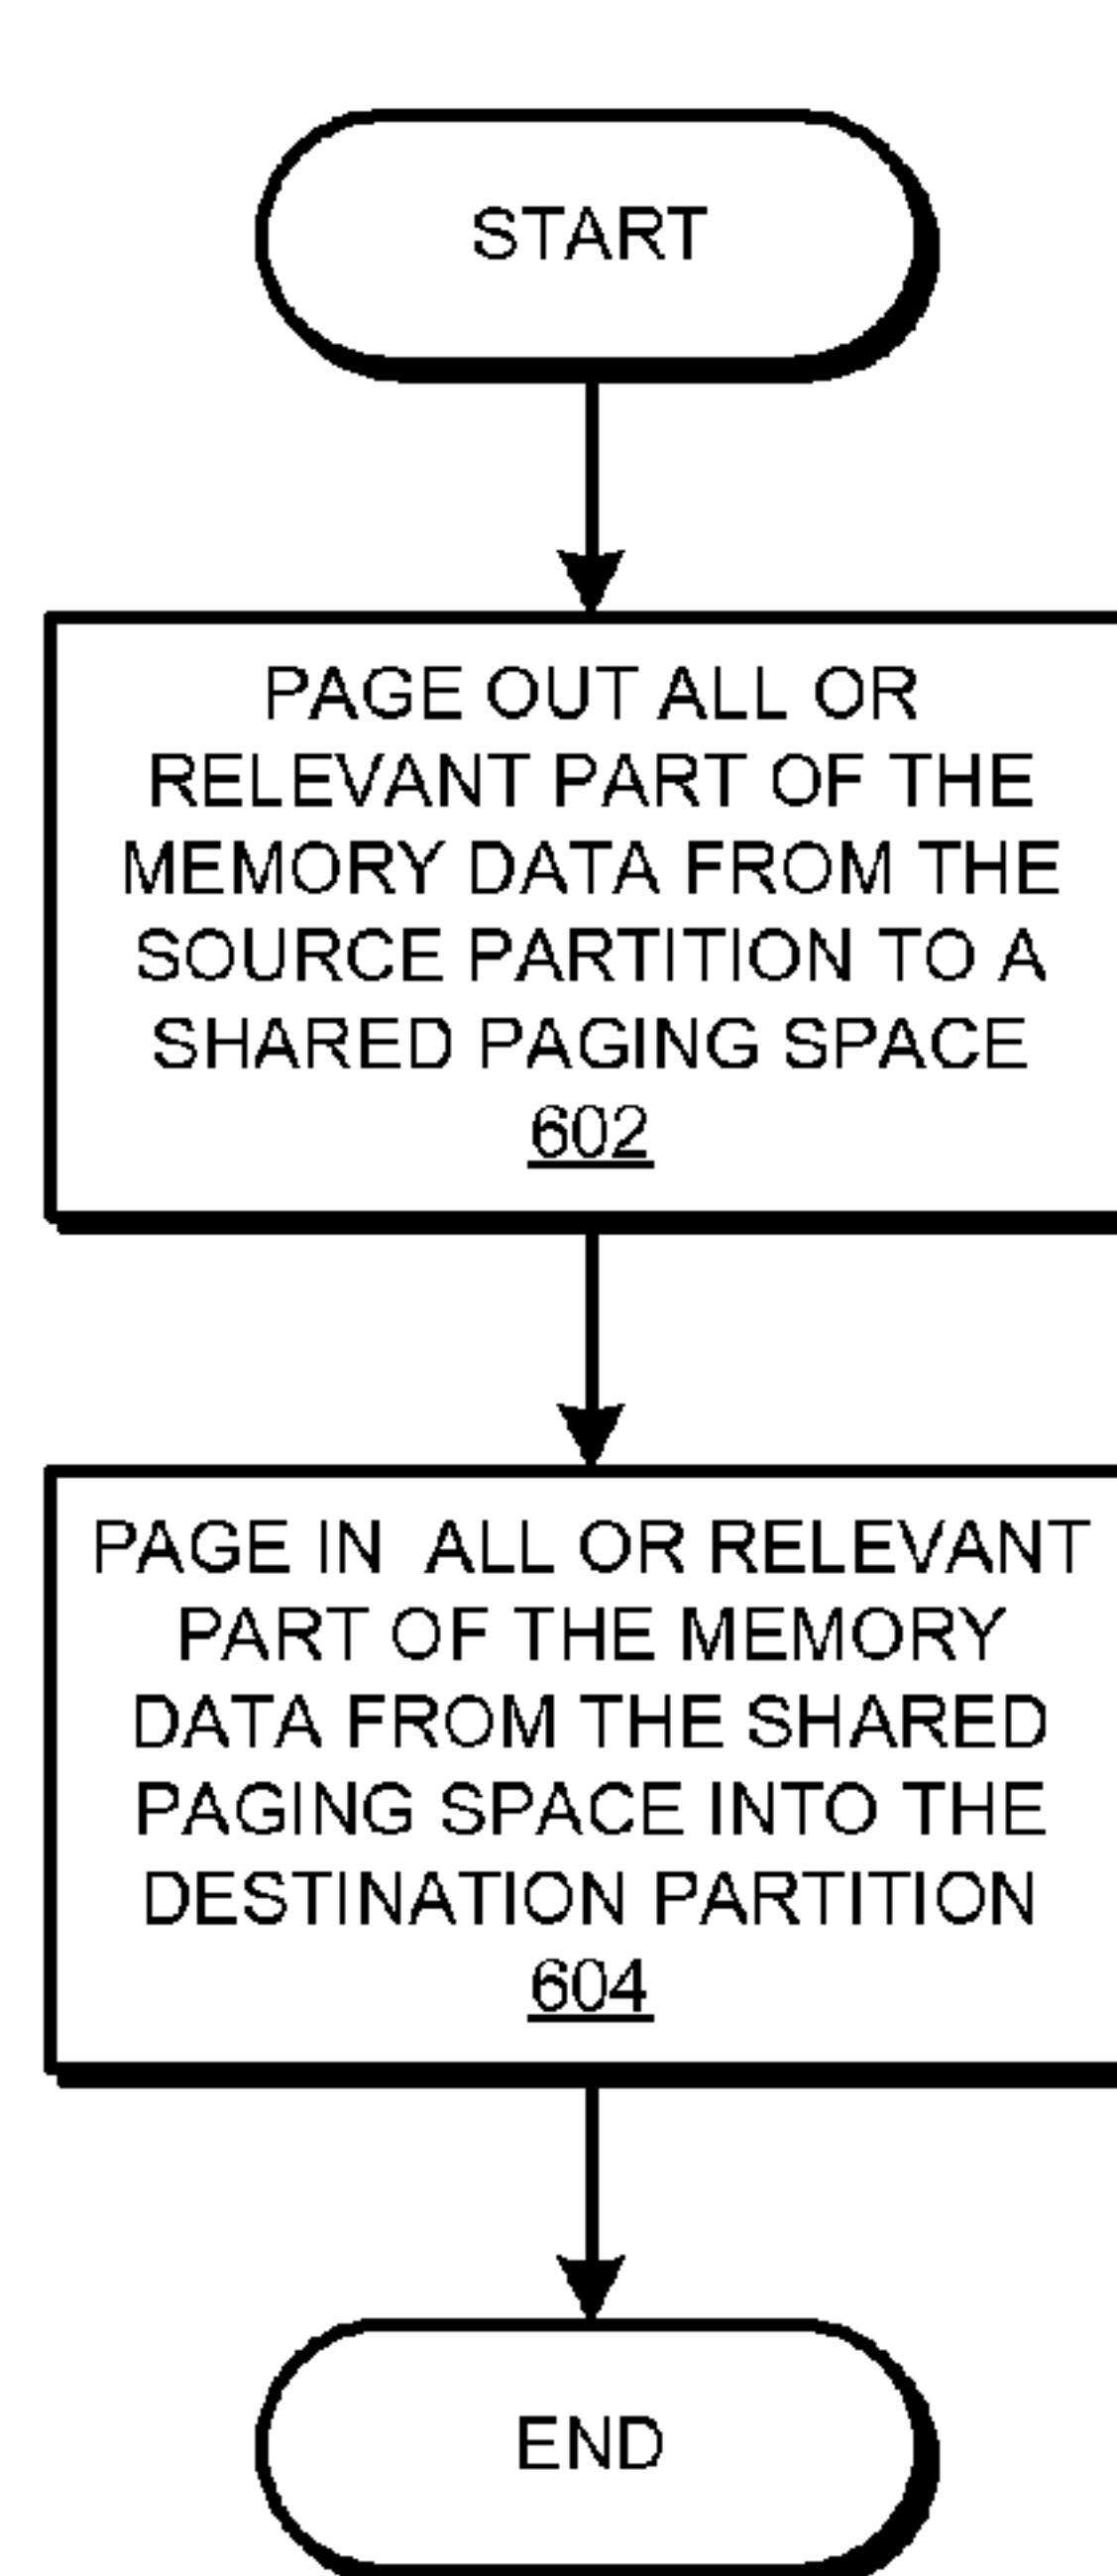 START
PAGE OUT ALL OR
RELEVANT PART OF THE
MEMORY DATA FROM THE
SOURCE PARTITION TO A
SHARED PAGING SPACE
602
PAGE IN ALL OR RELEVANT
PART OF THE MEMORY
DATA FROM THE SHARED
PAGING SPACE INTO THE
DESTINATION PARTITION
604
END